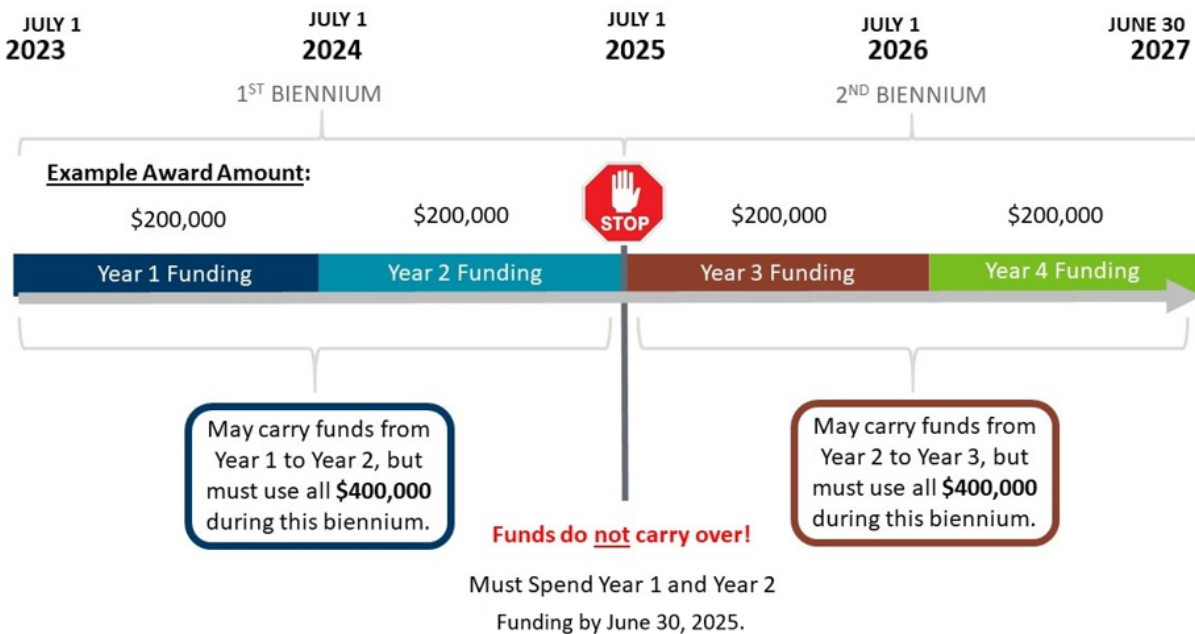 JULY 1 JULY 1 JULY 1 JULY 1 JUNE 30
2023 2024 2025 2026 2027
1ST BIENNIUM 2ND BIENNIUM
Example Award Amount:
STOP
$200,000 $200,000 $200,000 $200,000
Year 1 Funding Year 2 Funding Year 3 Funding Year 4 Funding
May carry funds from
Year 1 to Year 2, but
must use all $400,000
during this biennium.
May carry funds from
Year 2 to Year 3, but
must use all $400,000
during this biennium.
Funds do not carry over!
Must Spend Year 1 and Year 2
Funding by June 30, 2025.